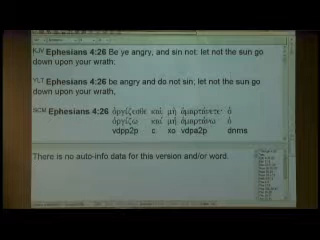 KJV Ephesians 4:26 Be ye angry, and sin not: let not the sun go
down upon your wrath:
YLT Ephesians 4:26 be angry and do not sin; let not the sun go
down upon your wrath,
Ephesians 4:26 ὀργίζεσθε καὶ μὴ ἁμαρτάνετε· ὁ
ὀργίζω καί μή ἁμαρτάνω ὁ
vdpp2p c xo vdpa2p dnms
There is no auto-info data for this version and/or word.